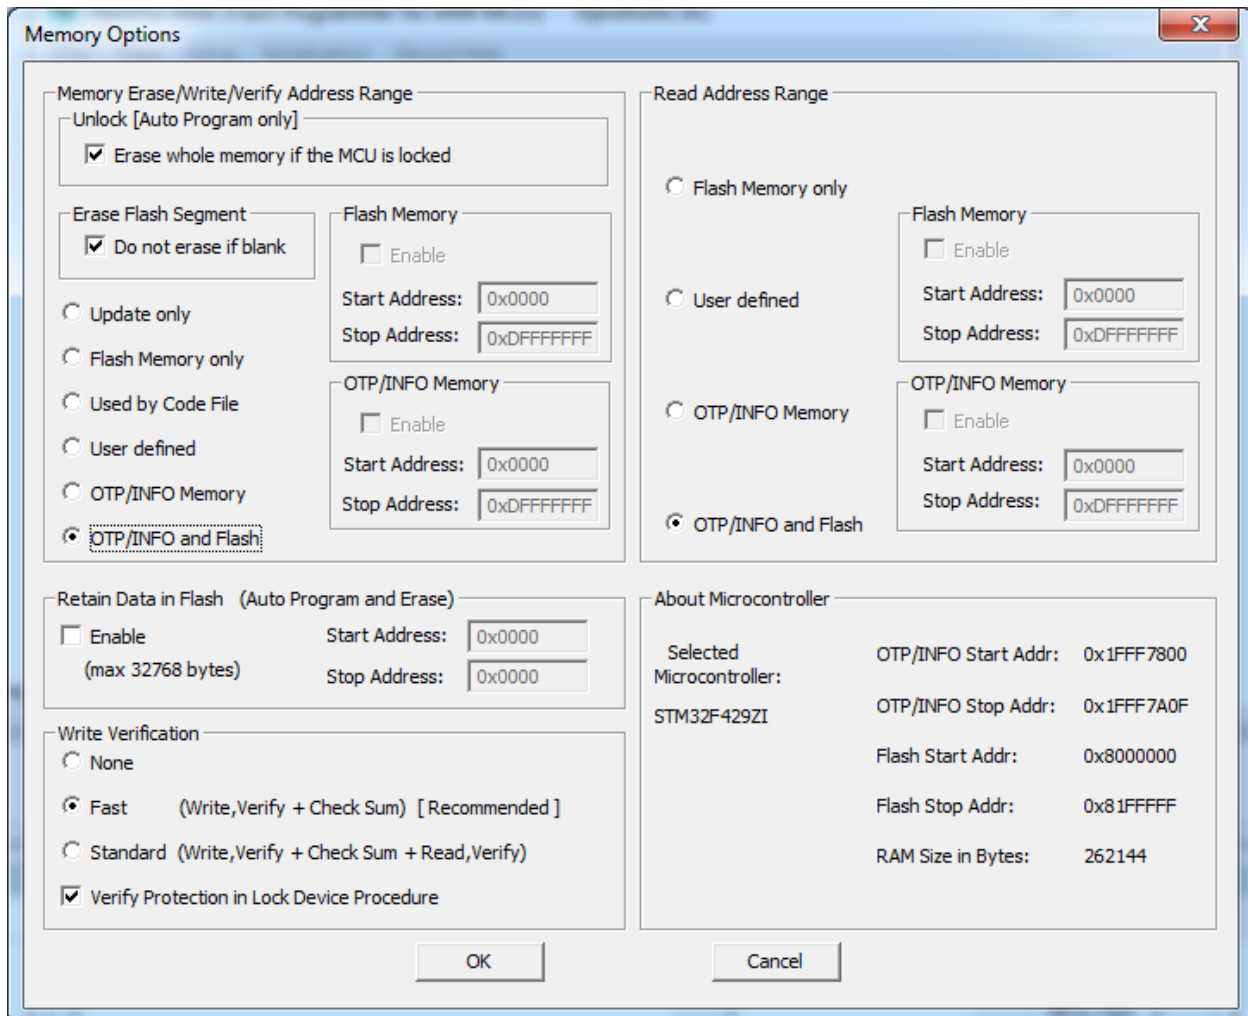 Memory Options
Memory Erase/Write/Verify Address Range
Unlock [Auto Program only]
Erase whole memory if the MCU is locked
Erase Flash Segment
Do not erase if blank
Update only
Flash Memory only
Used by Code File
User defined
OTP/INFO Memory
OTP/INFO and Flash
Flash Memory
Enable
Start Address: 0x0000
Stop Address: 0xDFFFFFFF
OTP/INFO Memory
Enable
Start Address: 0x0000
Stop Address: 0xDFFFFFFF
Read Address Range
Flash Memory only
User defined
OTP/INFO Memory
OTP/INFO and Flash
Flash Memory
Enable
Start Address: 0x0000
Stop Address: 0xDFFFFFFF
OTP/INFO Memory
Enable
Start Address: 0x0000
Stop Address: 0xDFFFFFFF
Retain Data in Flash (Auto Program and Erase)
Enable
(max 32768 bytes)
Start Address: 0x0000
Stop Address: 0x0000
Write Verification
None
Fast (Write,Verify + Check Sum) [ Recommended ]
Standard (Write,Verify + Check Sum + Read,Verify)
Verify Protection in Lock Device Procedure
About Microcontroller
Selected
Microcontroller:
STM32F429ZI
OTP/INFO Start Addr: 0x1FFF7800
OTP/INFO Stop Addr: 0x1FFF7A0F
Flash Start Addr: 0x8000000
Flash Stop Addr: 0x81FFFFF
RAM Size in Bytes: 262144
OK
Cancel